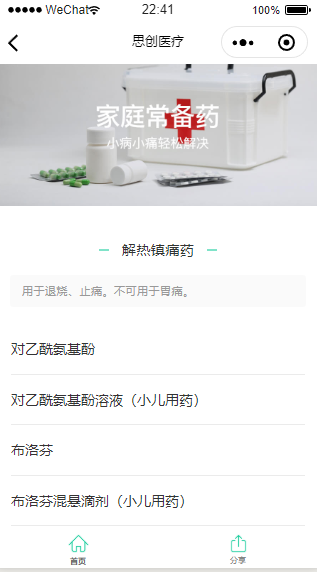 WeChat
22:41
100%
思创医疗
家庭常备药
小病小痛轻松解决
解热镇痛药
用于退烧、止痛。不可用于胃痛。
对乙酰氨基酚
对乙酰氨基酚溶液（小儿用药）
布洛芬
布洛芬混悬滴剂（小儿用药）
首页
分享